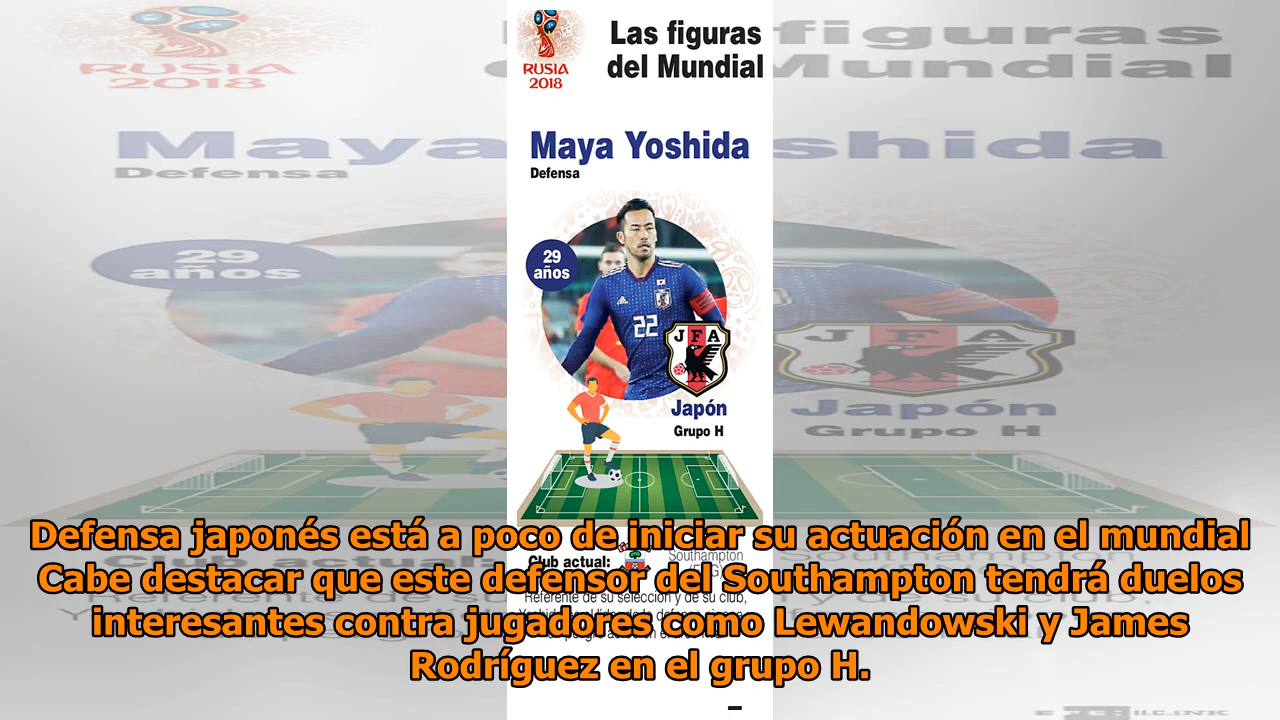 RUSIA
2018
Las figuras
del Mundial
Maya Yoshida
Defensa
29
años
22
JFA
Japón
Grupo H
Defensa japonés está a poco de iniciar su actuación en el mundial
Club actual:
Southampton
Cabe destacar que este defensor del Southampton tendrá duelos
Referente de su selección y de su club,
interesantes contra jugadores como Lewandowski y James
Rodríguez en el grupo H.